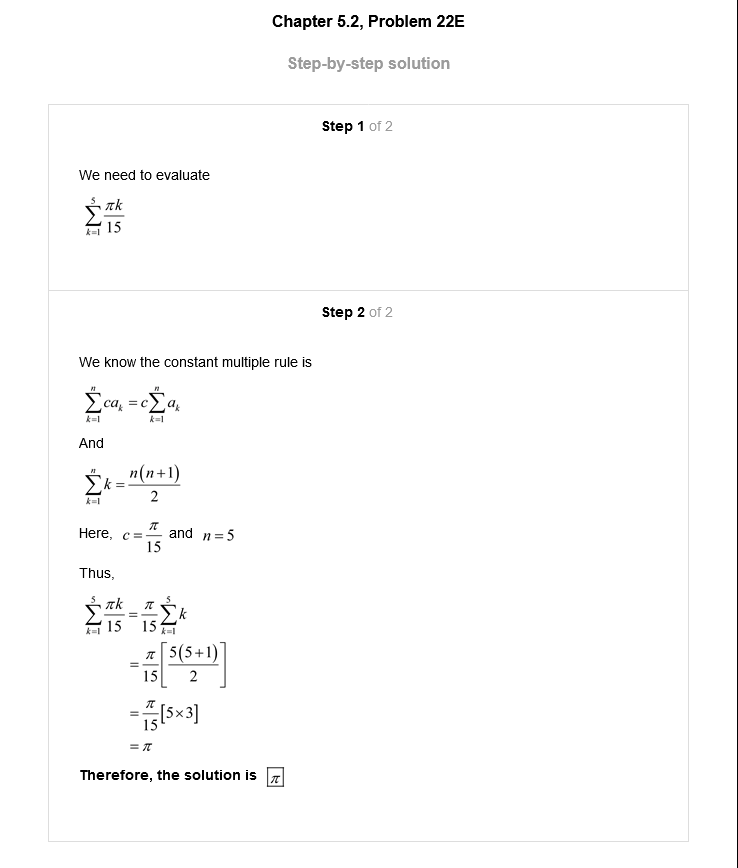 Chapter 5.2, Problem 22E
Step-by-step solution
Step 1 of 2
We need to evaluate
$\sum_{k=1}^{5} \frac{\pi k}{15}$
Step 2 of 2
We know the constant multiple rule is
$\sum_{k=1}^{n} ca_k = c\sum_{k=1}^{n} a_k$
And
$\sum_{k=1}^{n} k = \frac{n(n+1)}{2}$
Here, $c = \frac{\pi}{15}$ and $n = 5$
Thus,
$\sum_{k=1}^{5} \frac{\pi k}{15} = \frac{\pi}{15}\sum_{k=1}^{5} k$
$= \frac{\pi}{15}\left[\frac{5(5+1)}{2}\right]$
$= \frac{\pi}{15}[5 \times 3]$
$= \pi$
Therefore, the solution is $\boxed{\pi}$